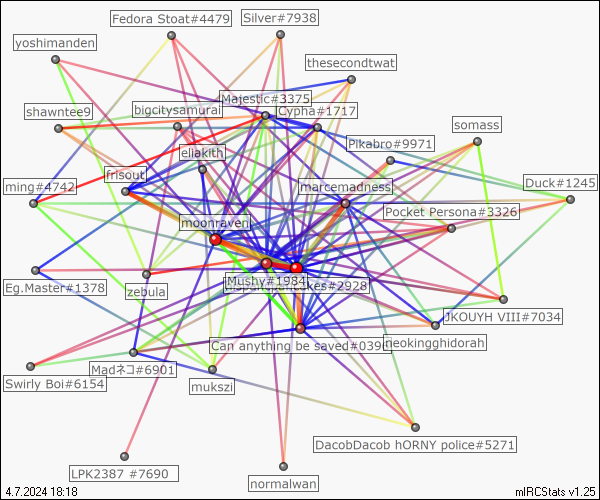 Fedora Stoat#4479
Silver#7938
yoshimanden
thesecondtwat
Majestic#3375
shawntee9
bigcitysamurai
Cypha#1717
somass
eliakith
Pikabro#9971
frisout
ming#4742
marcemadness
Duck#1245
Pocket Persona#3326
moonraven
Eg.Master#1378
zebula
Mushy#1984
cakes#2928
JKOUYH VIII#7034
Can anything be saved#039
neokingghidorah
Madネコ#6901
Swirly Boi#6154
mukszi
DacobDacob hORNY police#5271
LPK2387 #7690
normalwan
4.7.2024 18:18
mIRCStats v1.25